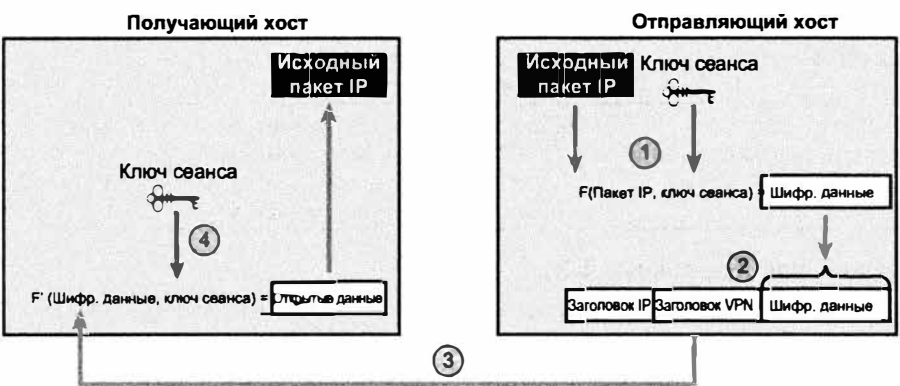 Получающий хост
Исходный
пакет IP
Ключ сеанса
4
F' (Шифр. данные, ключ сеанса) = Открытые данные
Отправляющий хост
Исходный
пакет IP
Ключ сеанса
1
F(Пакет IP, ключ сеанса) = Шифр. данные
2
Заголовок IP Заголовок VPN Шифр. данные
3